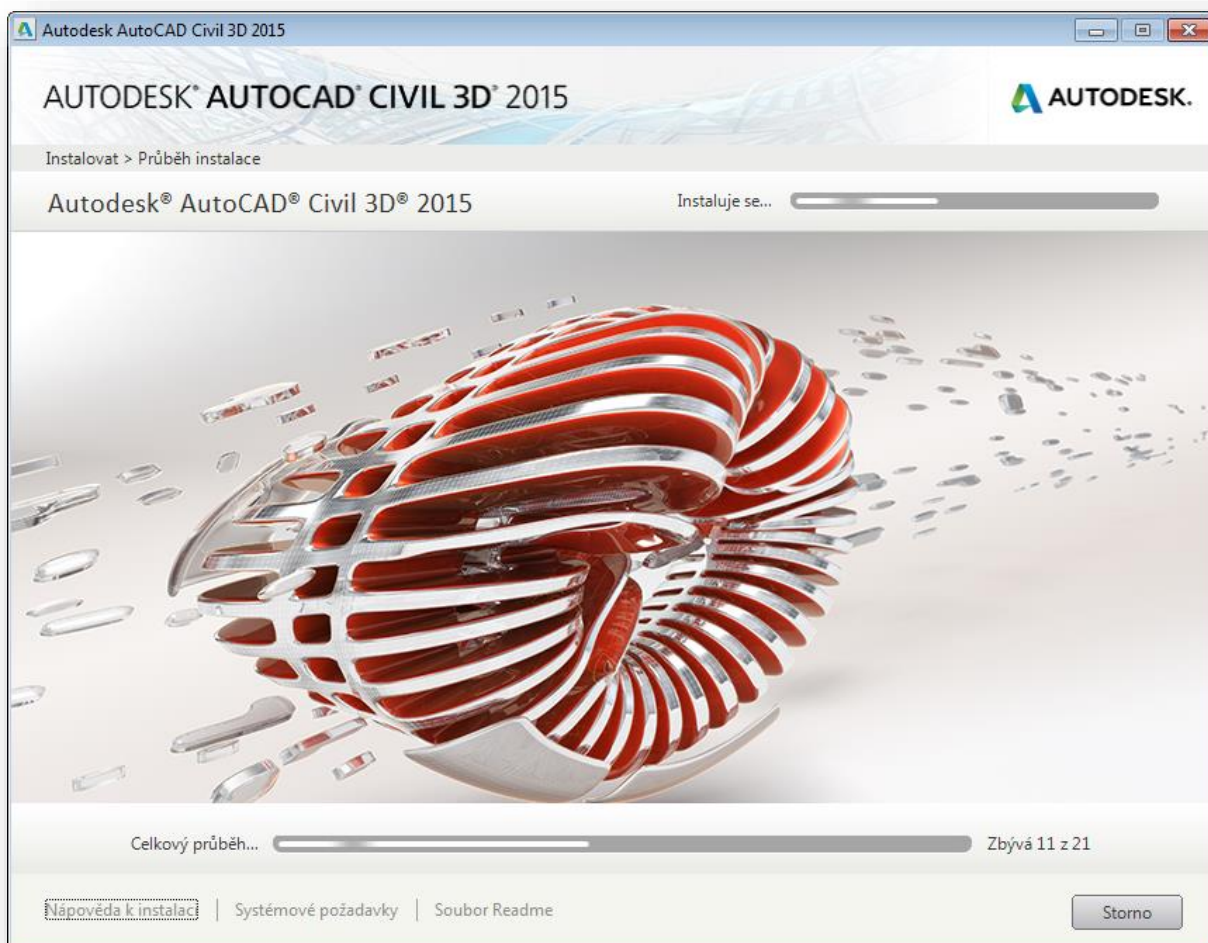 Autodesk AutoCAD Civil 3D 2015
AUTODESK® AUTOCAD® CIVIL 3D® 2015
AUTODESK.
Instalovat > Průběh instalace
Autodesk® AutoCAD® Civil 3D® 2015
Instaluje se...
Celkový průběh...
Zbývá 11 z 21
Nápověda k instalaci | Systémové požadavky | Soubor Readme
Storno